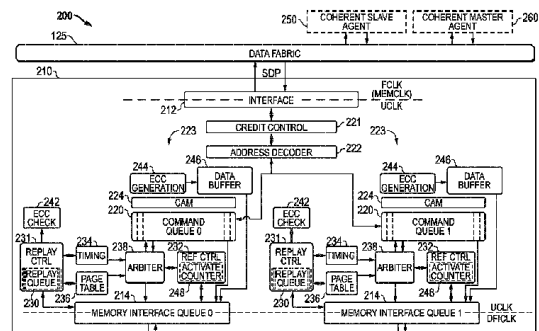 200
250
COHERENT SLAVE
AGENT
COHERENT MASTER
AGENT
260
125
DATA FABRIC
210
SDP
FCLK
(MEMCLK)
UCLK
INTERFACE
212
CREDIT CONTROL
221
ADDRESS DECODER
222
223
223
244
ECC
GENERATION
246
DATA
BUFFER
224
CAM
220
COMMAND
QUEUE 0
242
ECC
CHECK
231
REPLAY
CTRL
REPLAY
QUEUE
230
234
TIMING
236
PAGE
TABLE
238
ARBITER
232
REF CTRL
ACTIVATE
COUNTER
248
214
MEMORY INTERFACE QUEUE 0
244
ECC
GENERATION
246
DATA
BUFFER
224
CAM
220
COMMAND
QUEUE 1
242
ECC
CHECK
231
REPLAY
CTRL
REPLAY
QUEUE
230
234
TIMING
236
PAGE
TABLE
238
ARBITER
232
REF CTRL
ACTIVATE
COUNTER
248
214
MEMORY INTERFACE QUEUE 1
UCLK
DFICLK